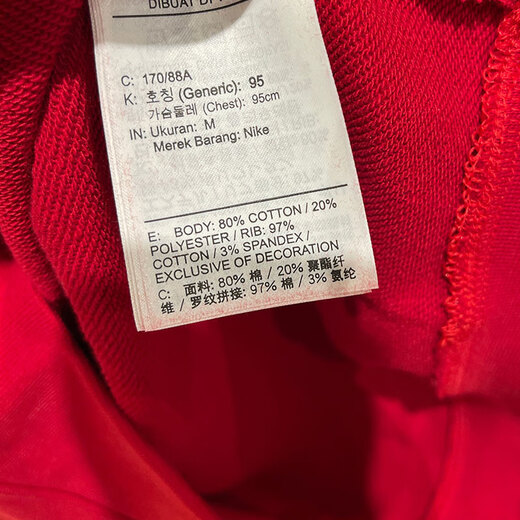 DIBUAT DI
C: 170/88A
K: 호칭 (Generic): 95
가슴둘레 (Chest): 95cm
IN: Ukuran: M
Merek Barang: Nike
E: BODY: 80% COTTON / 20%
POLYESTER / RIB: 97%
COTTON / 3% SPANDEX /
EXCLUSIVE OF DECORATION
C: 面料: 80% 棉 / 20% 聚酯纤
维 / 罗纹拼接: 97% 棉 / 3% 氨纶